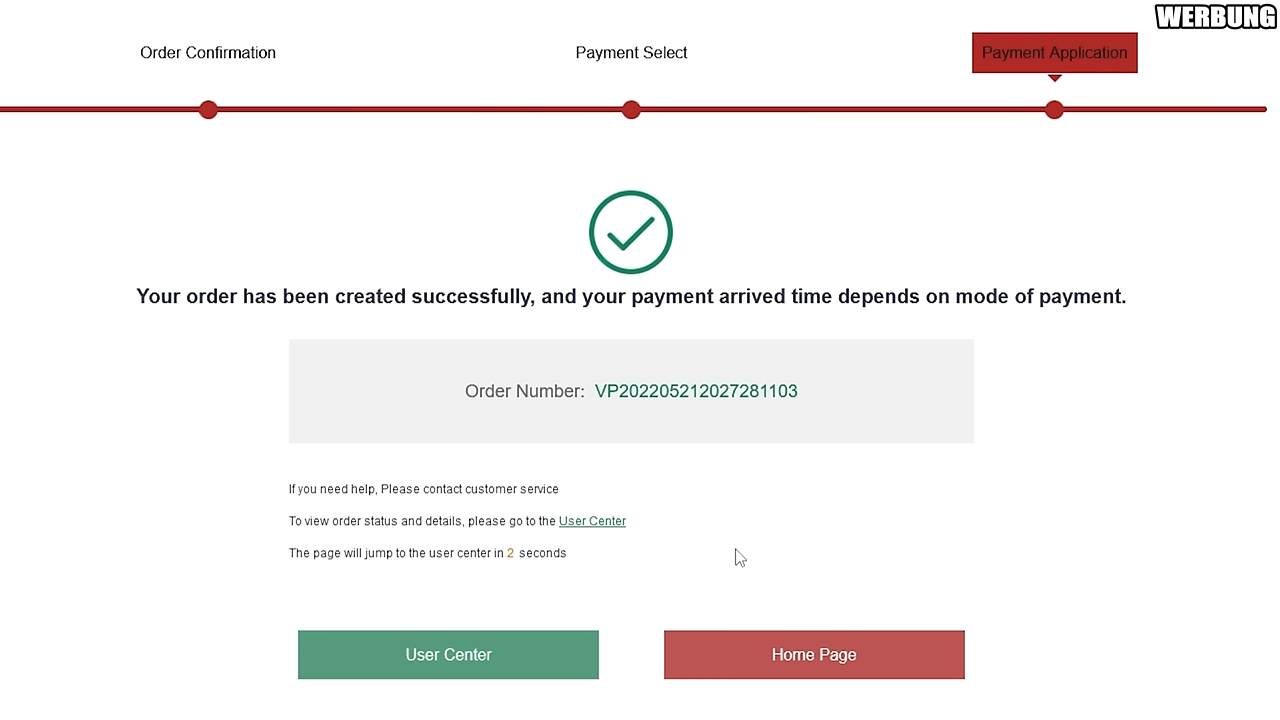 WERBUNG
Order Confirmation
Payment Select
Payment Application
Your order has been created successfully, and your payment arrived time depends on mode of payment.
Order Number: VP202205212027281103
If you need help, Please contact customer service
To view order status and details, please go to the User Center
The page will jump to the user center in 2 seconds
User Center
Home Page